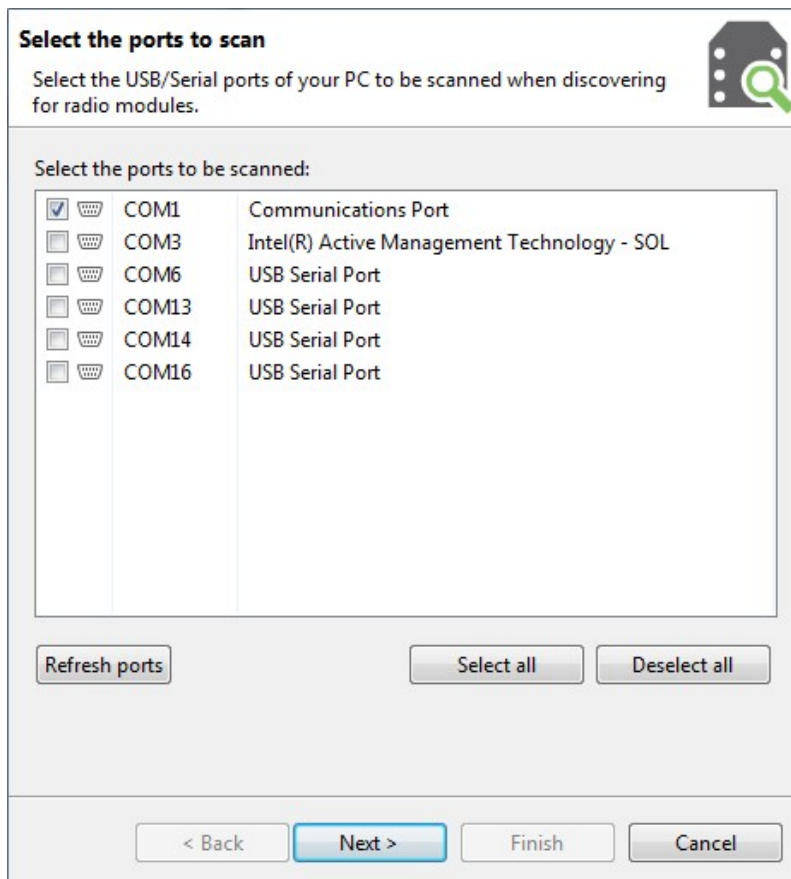 Select the ports to scan
Select the USB/Serial ports of your PC to be scanned when discovering
for radio modules.
Select the ports to be scanned:
COM1 Communications Port
COM3 Intel(R) Active Management Technology - SOL
COM6 USB Serial Port
COM13 USB Serial Port
COM14 USB Serial Port
COM16 USB Serial Port
Refresh ports Select all Deselect all
< Back Next > Finish Cancel